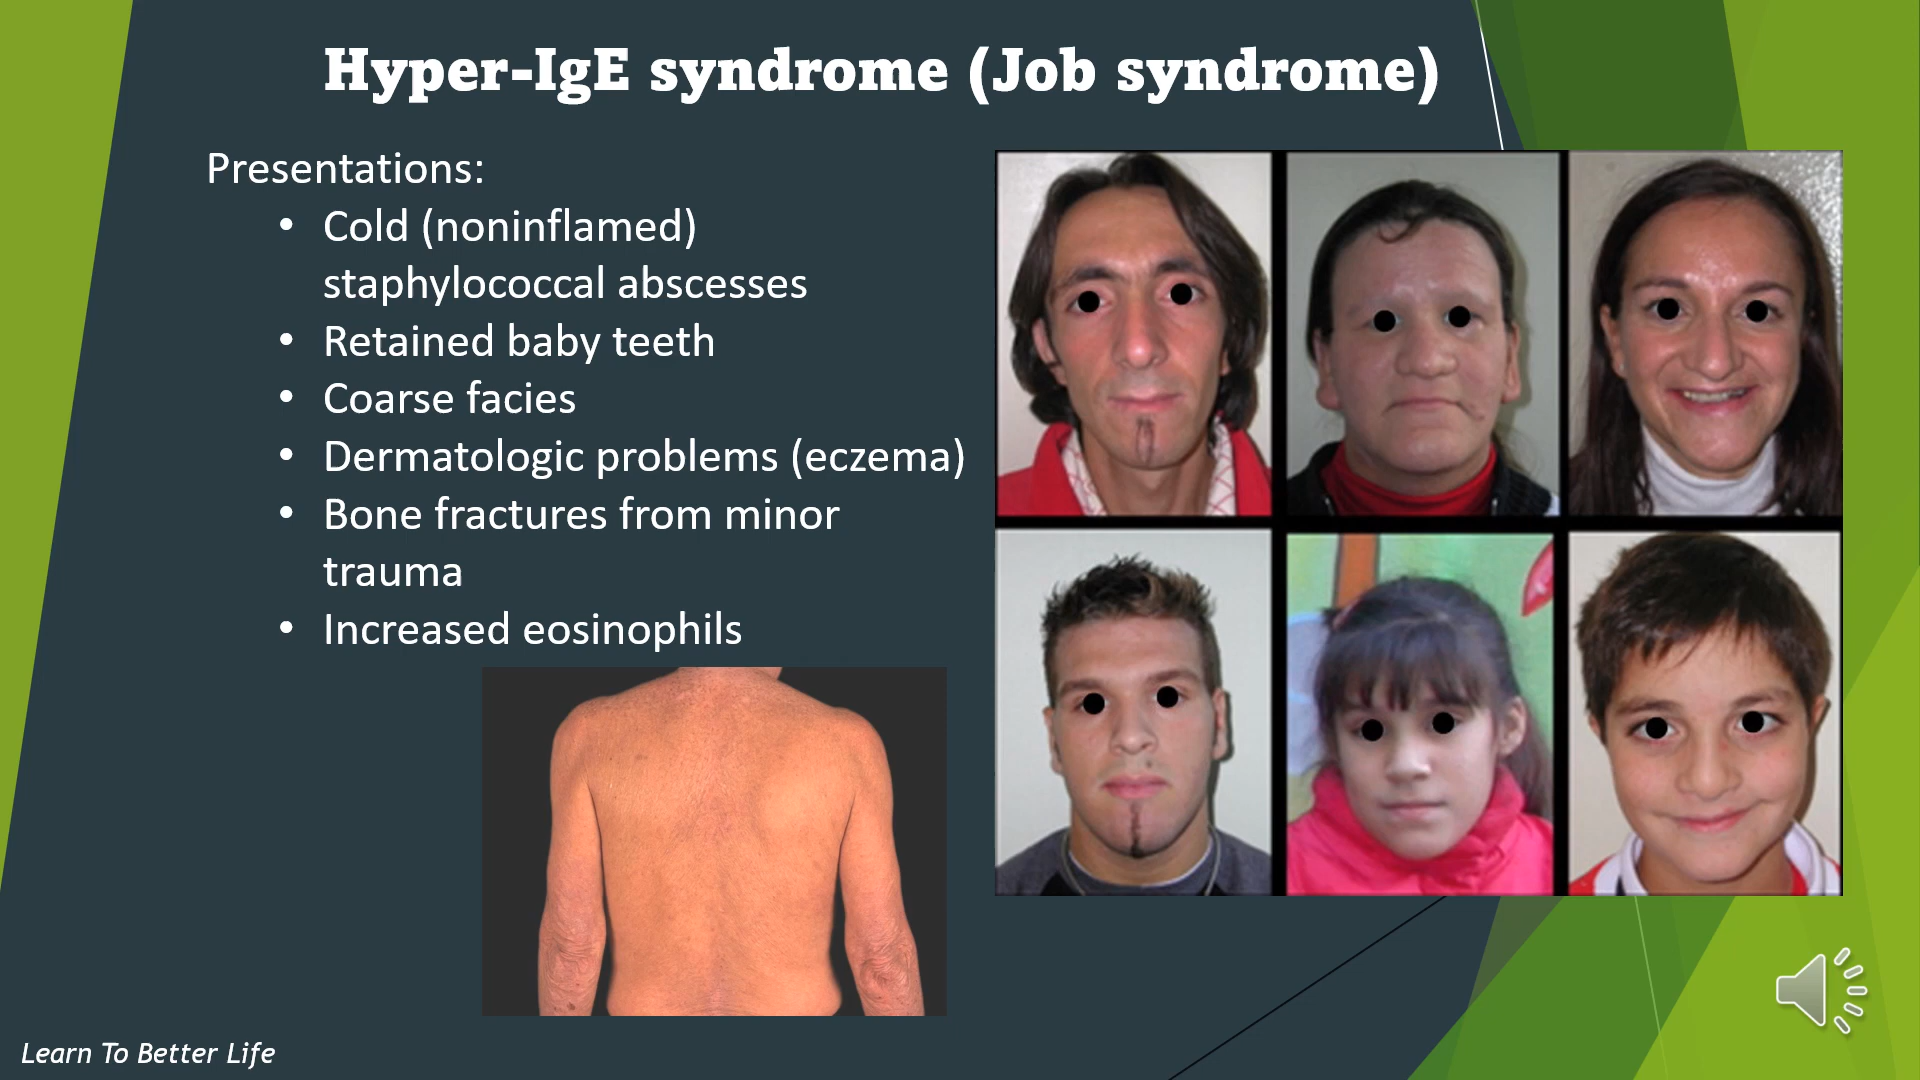 Hyper-IgE syndrome (Job syndrome)
Presentations:
• Cold (noninflamed)
staphylococcal abscesses
• Retained baby teeth
• Coarse facies
• Dermatologic problems (eczema)
• Bone fractures from minor
trauma
• Increased eosinophils
Learn To Better Life